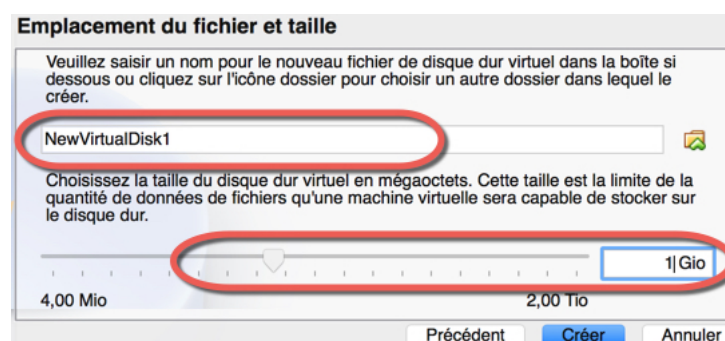 Emplacement du fichier et taille
Veuillez saisir un nom pour le nouveau fichier de disque dur virtuel dans la boîte si
dessous ou cliquez sur l'icône dossier pour choisir un autre dossier dans lequel le
créer.
NewVirtualDisk1
Choisissez la taille du disque dur virtuel en mégaoctets. Cette taille est la limite de la
quantité de données de fichiers qu'une machine virtuelle sera capable de stocker sur
le disque dur.
1 Gio
4,00 Mio 2,00 Tio
Précédent Créer Annuler